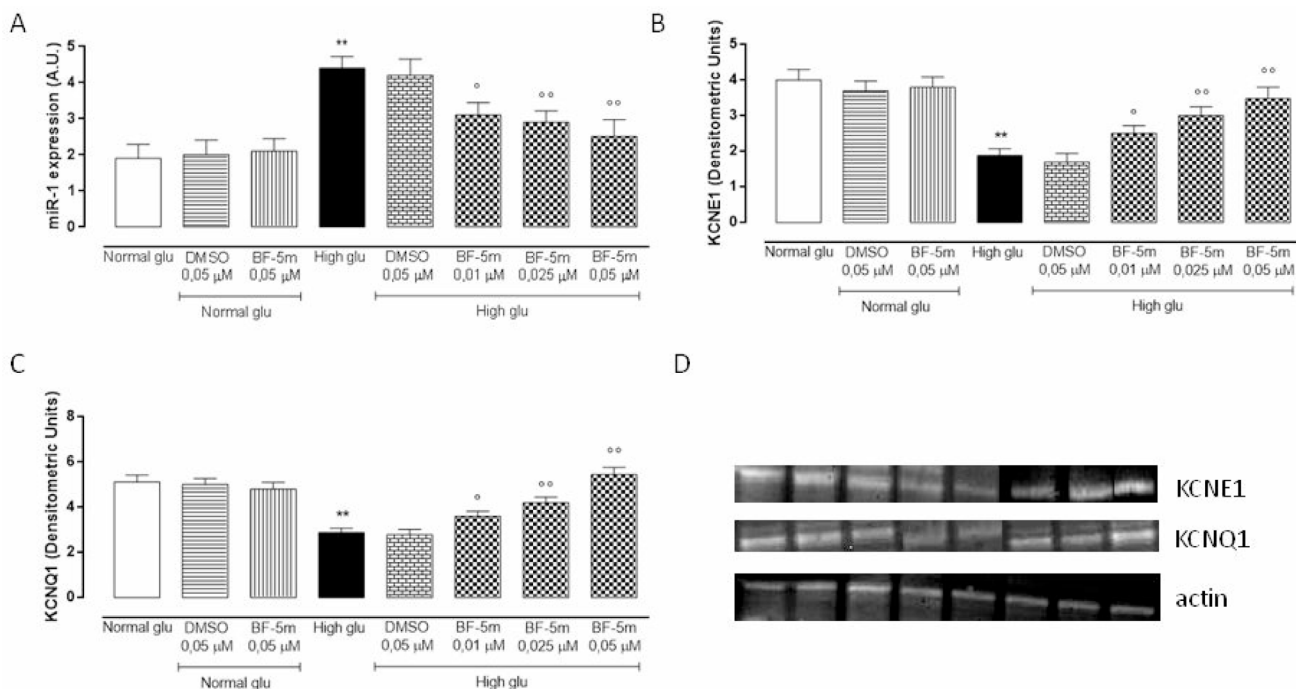 A
miR-1 expression (A.U.)
5
4
3
2
1
0
**
°
°°
°°
Normal glu
DMSO
0,05 μM
BF-5m
0,05 μM
High glu
DMSO
0,05 μM
BF-5m
0,01 μM
BF-5m
0,025 μM
BF-5m
0,05 μM
Normal glu
High glu
B
KCNE1 (Densitometric Units)
5
4
3
2
1
0
**
°
°°
°°
Normal glu
DMSO
0,05 μM
BF-5m
0,05 μM
High glu
DMSO
0,05 μM
BF-5m
0,01 μM
BF-5m
0,025 μM
BF-5m
0,05 μM
Normal glu
High glu
C
KCNQ1 (Densitometric Units)
8
6
4
2
0
**
°
°°
°°
Normal glu
DMSO
0,05 μM
BF-5m
0,05 μM
High glu
DMSO
0,05 μM
BF-5m
0,01 μM
BF-5m
0,025 μM
BF-5m
0,05 μM
Normal glu
High glu
D
KCNE1
KCNQ1
actin